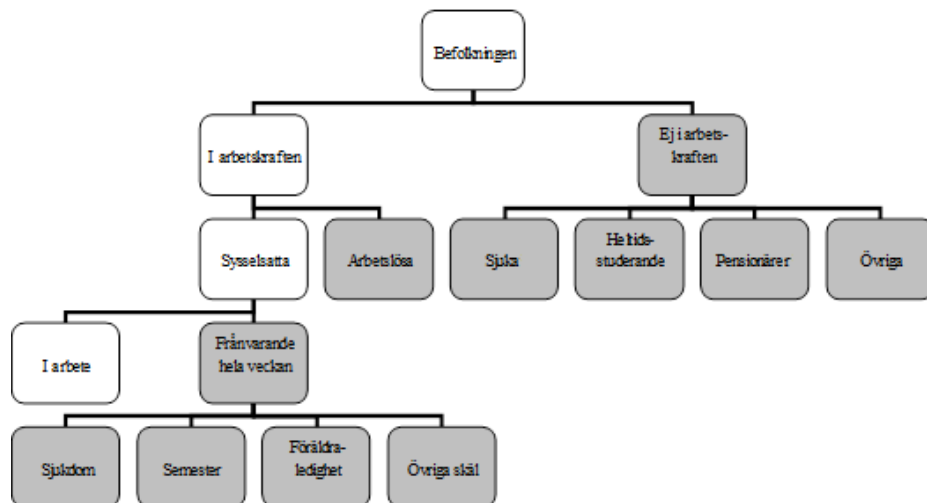 Befolkningen
I arbetskraften
Ej i arbets-
kraften
Sysselsatta
Arbetslösa
Sjuka
Heltids-
studerande
Pensionärer
Övriga
I arbete
Frånvarande
hela veckan
Sjukdom
Semester
Föräldra-
ledighet
Övriga skäl